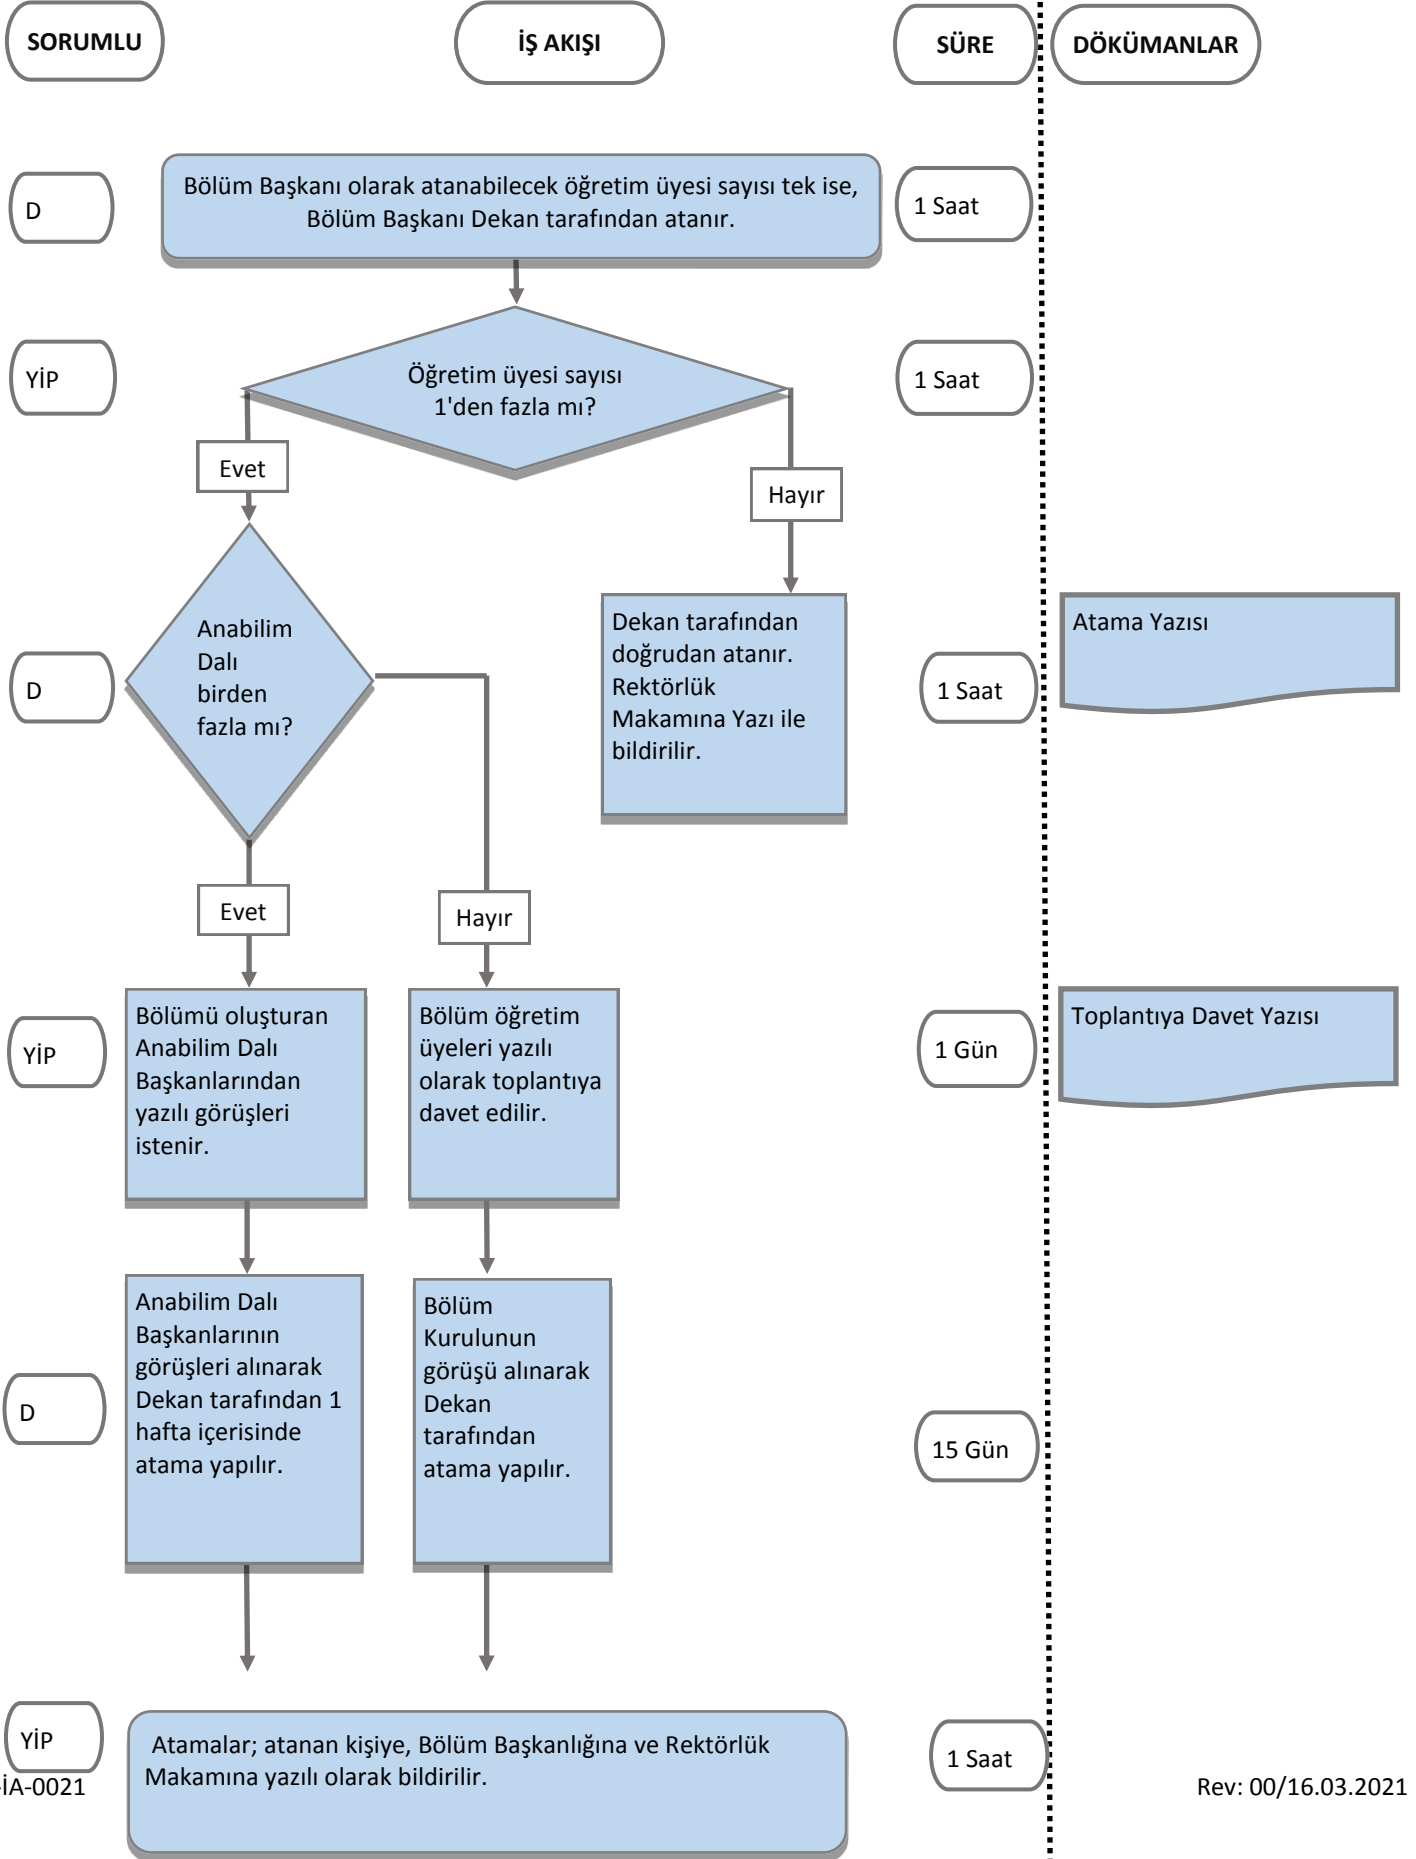 SORUMLU
İŞ AKIŞI
SÜRE
DÖKÜMANLAR
D
Bölüm Başkanı olarak atanabilecek öğretim üyesi sayısı tek ise,
Bölüm Başkanı Dekan tarafından atanır.
1 Saat
YİP
Öğretim üyesi sayısı
1'den fazla mı?
1 Saat
Evet
Hayır
D
Anabilim
Dalı
birden
fazla mı?
Dekan tarafından
doğrudan atanır.
Rektörlük
Makamına Yazı ile
bildirilir.
1 Saat
Atama Yazısı
Evet
Hayır
YİP
Bölümü oluşturan
Anabilim Dalı
Başkanlarından
yazılı görüşleri
istenir.
Bölüm öğretim
üyeleri yazılı
olarak toplantıya
davet edilir.
1 Gün
Toplantıya Davet Yazısı
D
Anabilim Dalı
Başkanlarının
görüşleri alınarak
Dekan tarafından 1
hafta içerisinde
atama yapılır.
Bölüm
Kurulunun
görüşü alınarak
Dekan
tarafından
atama yapılır.
15 Gün
YİP
Atamalar; atanan kişiye, Bölüm Başkanlığına ve Rektörlük
Makamına yazılı olarak bildirilir.
1 Saat
İA-0021
Rev: 00/16.03.2021